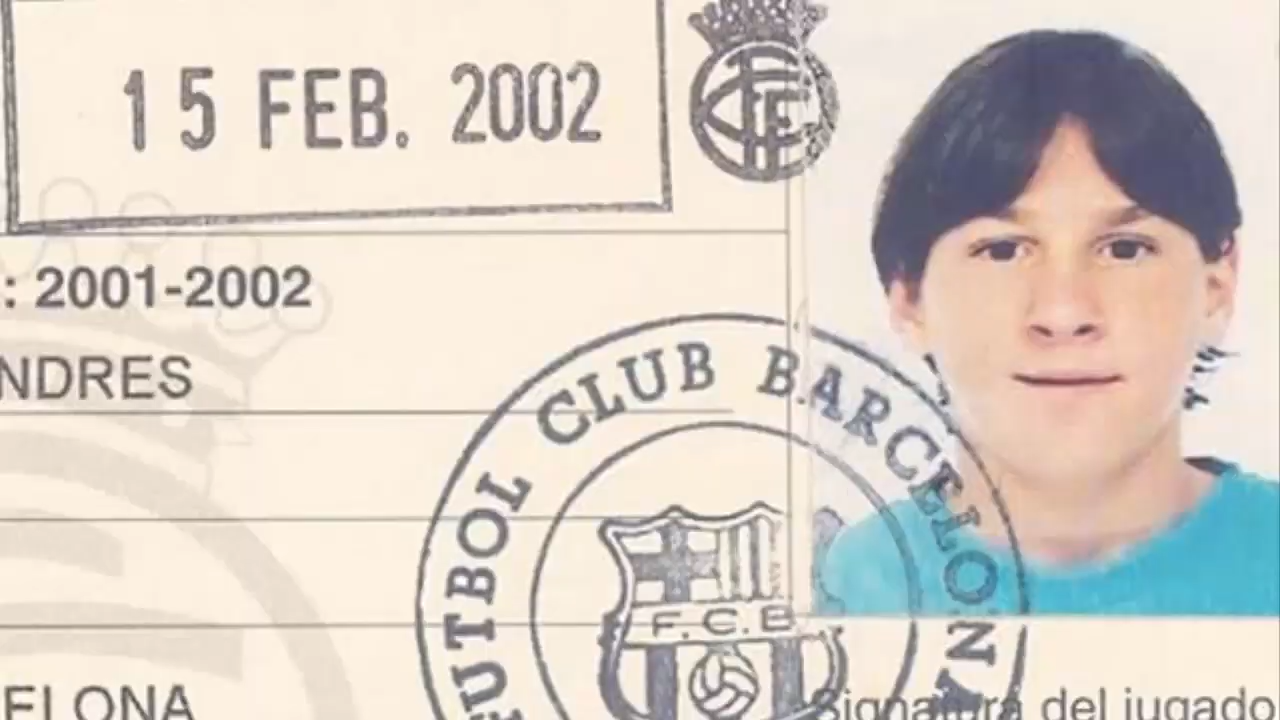 15 FEB. 2002
: 2001-2002
NDRES
FUTBOL CLUB BARCELONA
F.C.B
ELONA
Signatura del jugado